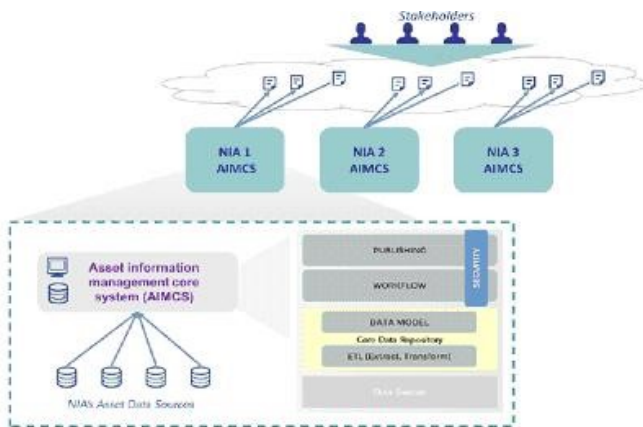 Stakeholders
NIA 1
AIMCS
NIA 2
AIMCS
NIA 3
AIMCS
PUBLISHING
SECURITY
WORKFLOW
Asset information
management core
system (AIMCS)
DATA MODEL
Core Data Repository
ETL (Extract, Transform)
NIAS Asset Data Sources